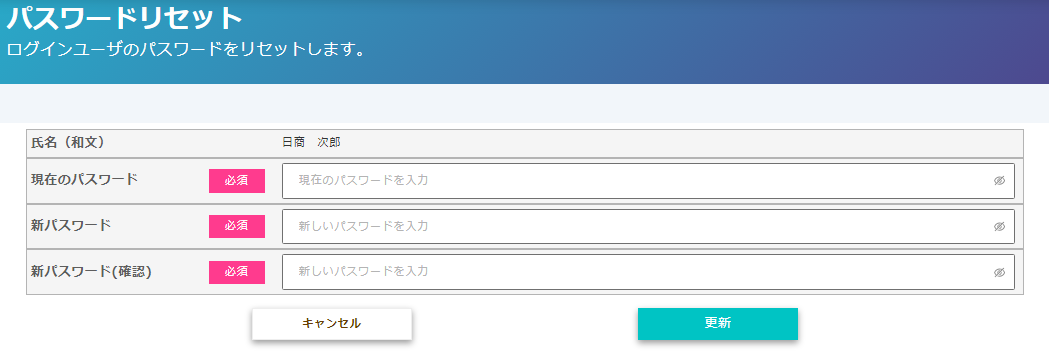 パスワードリセット
ログインユーザのパスワードをリセットします。
氏名（和文） 日商　次郎
現在のパスワード 必須 現在のパスワードを入力
新パスワード 必須 新しいパスワードを入力
新パスワード(確認) 必須 新しいパスワードを入力
キャンセル 更新